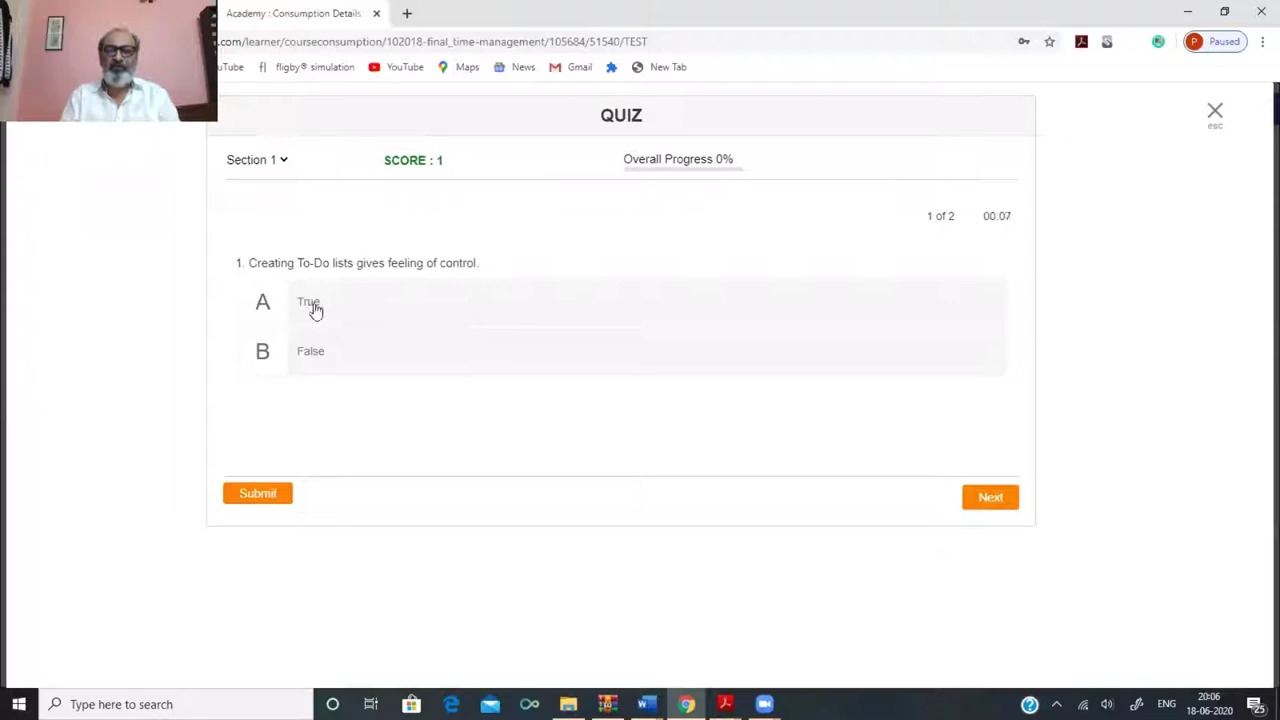 Academy : Consumption Details
.com/learner/courseconsumption/102018-final_time-management/105684/51540/TEST
P Paused
uTube fligby® simulation YouTube Maps News Gmail New Tab
QUIZ
esc
Section 1 SCORE : 1 Overall Progress 0%
1 of 2 00:07
1. Creating To-Do lists gives feeling of control.
A True
B False
Submit Next
Type here to search
ENG
20:06
18-06-2020
25